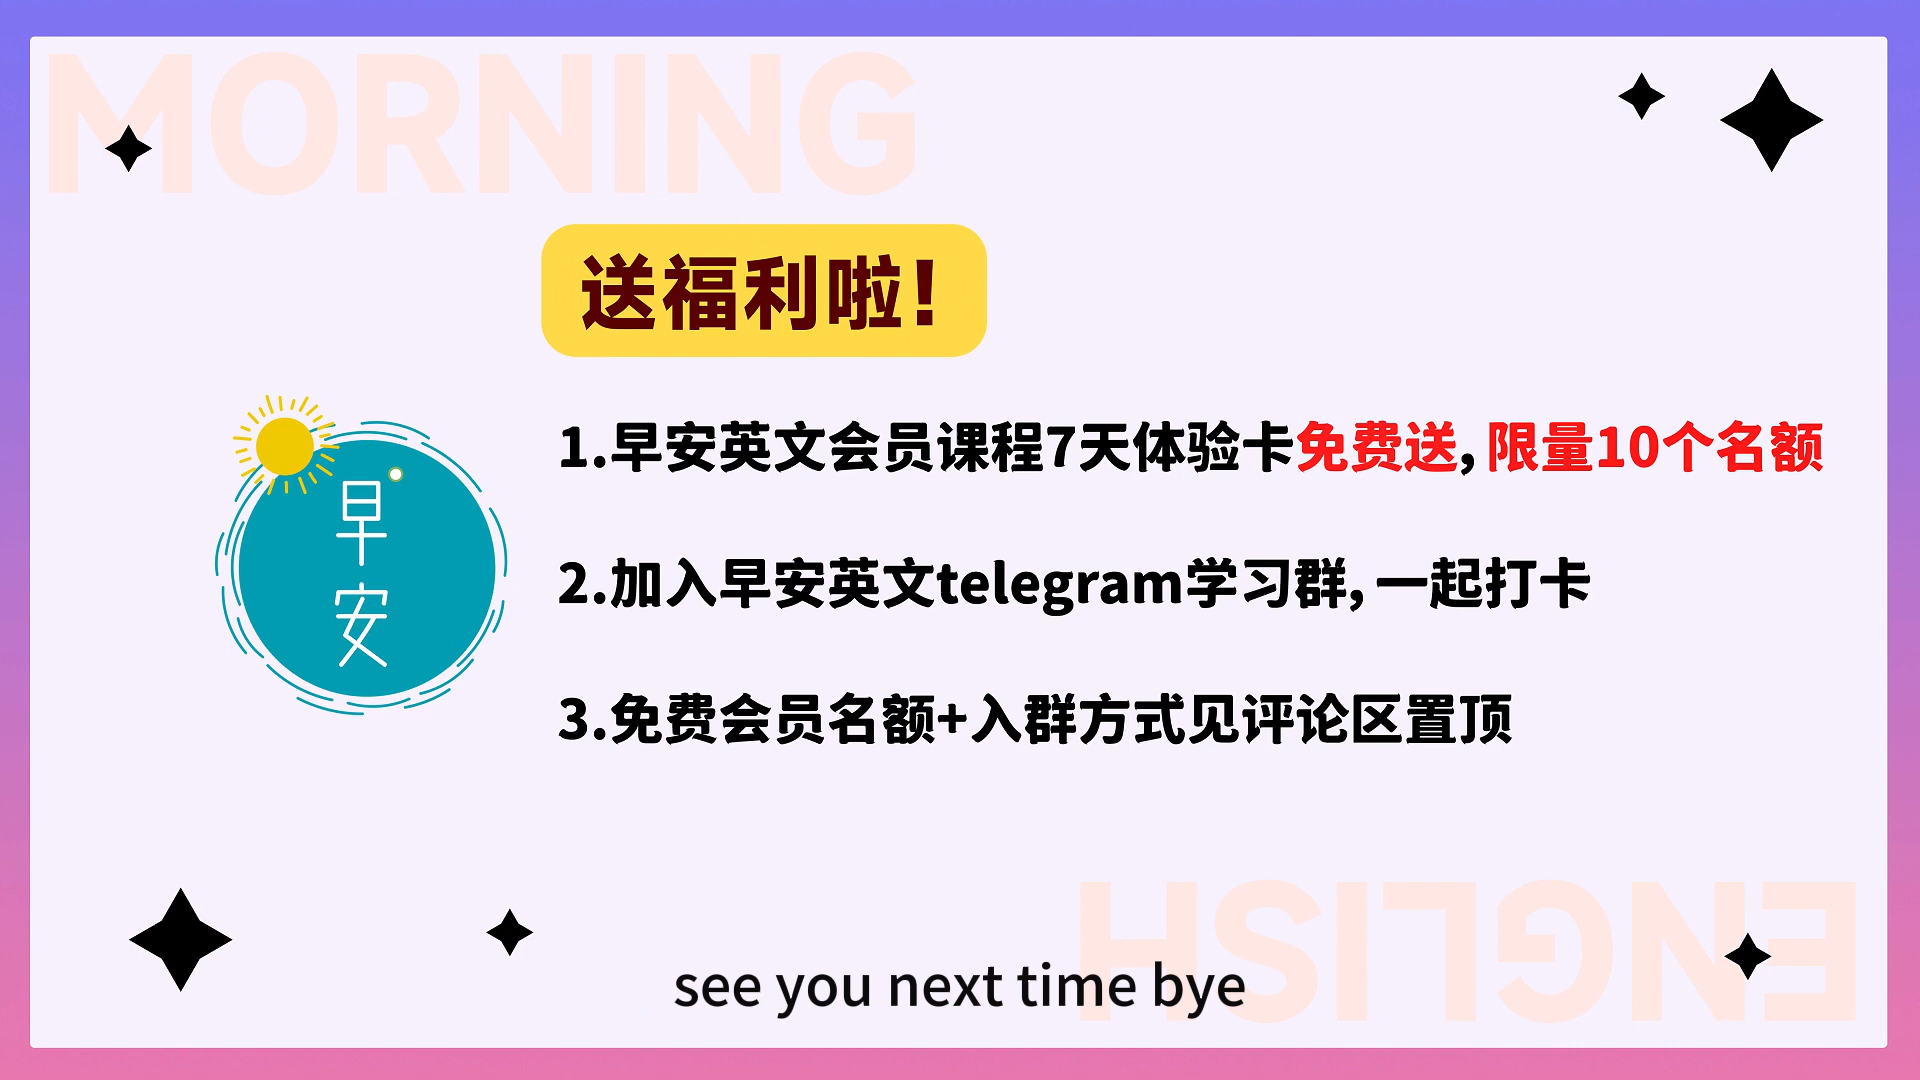 MORNING
送福利啦!
早安
1.早安英文会员课程7天体验卡免费送,限量10个名额
2.加入早安英文telegram学习群,一起打卡
3.免费会员名额+入群方式见评论区置顶
ENGLISH
see you next time bye